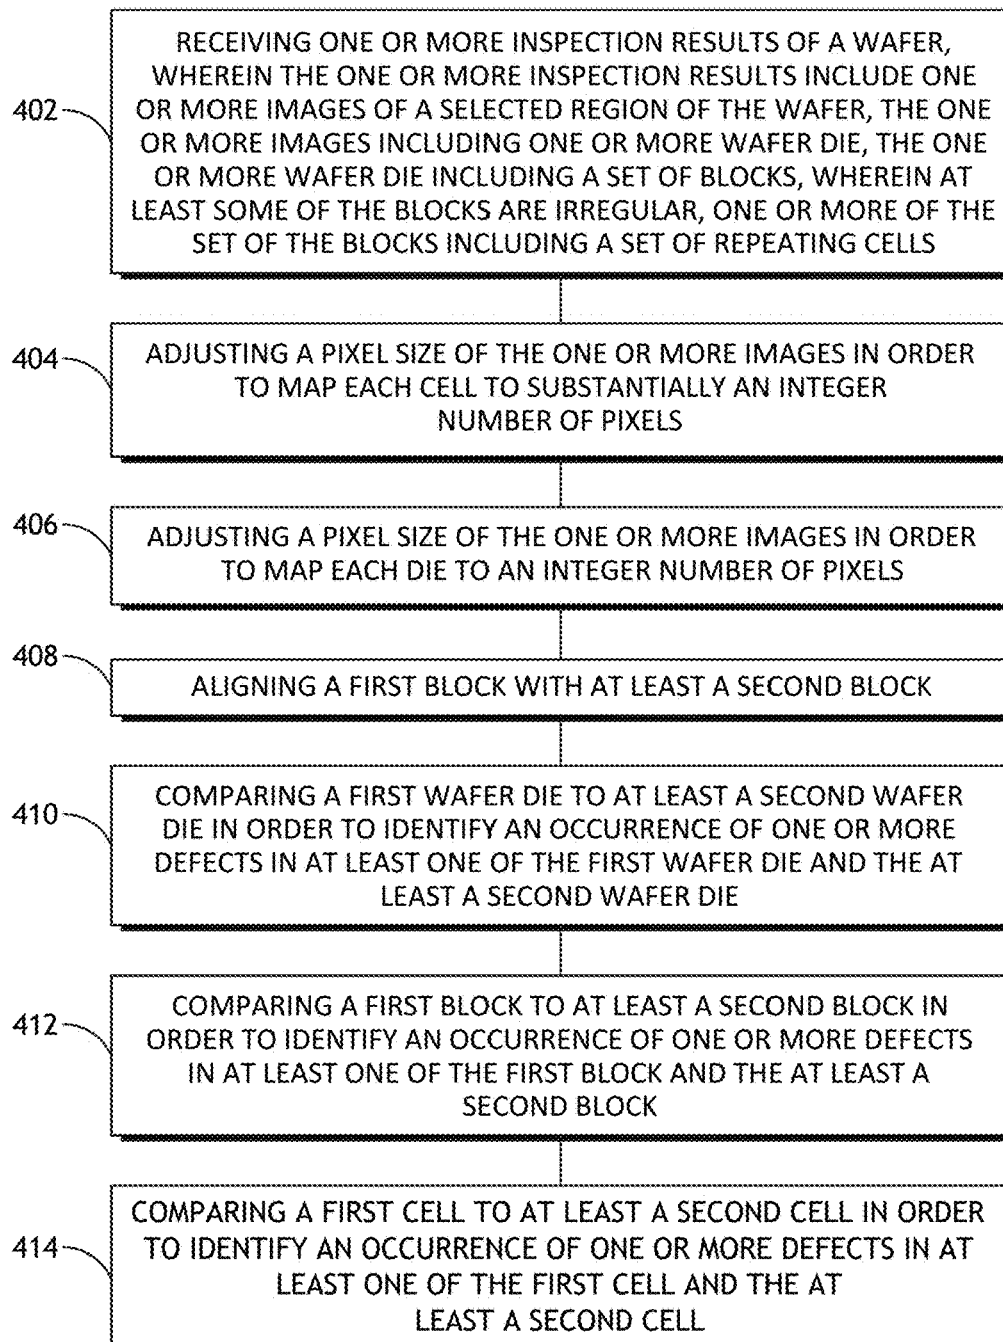 402
RECEIVING ONE OR MORE INSPECTION RESULTS OF A WAFER,
WHEREIN THE ONE OR MORE INSPECTION RESULTS INCLUDE ONE
OR MORE IMAGES OF A SELECTED REGION OF THE WAFER, THE ONE
OR MORE IMAGES INCLUDING ONE OR MORE WAFER DIE, THE ONE
OR MORE WAFER DIE INCLUDING A SET OF BLOCKS, WHEREIN AT
LEAST SOME OF THE BLOCKS ARE IRREGULAR, ONE OR MORE OF THE
SET OF THE BLOCKS INCLUDING A SET OF REPEATING CELLS
404
ADJUSTING A PIXEL SIZE OF THE ONE OR MORE IMAGES IN ORDER
TO MAP EACH CELL TO SUBSTANTIALLY AN INTEGER
NUMBER OF PIXELS
406
ADJUSTING A PIXEL SIZE OF THE ONE OR MORE IMAGES IN ORDER
TO MAP EACH DIE TO AN INTEGER NUMBER OF PIXELS
408
ALIGNING A FIRST BLOCK WITH AT LEAST A SECOND BLOCK
410
COMPARING A FIRST WAFER DIE TO AT LEAST A SECOND WAFER
DIE IN ORDER TO IDENTIFY AN OCCURRENCE OF ONE OR MORE
DEFECTS IN AT LEAST ONE OF THE FIRST WAFER DIE AND THE AT
LEAST A SECOND WAFER DIE
412
COMPARING A FIRST BLOCK TO AT LEAST A SECOND BLOCK IN
ORDER TO IDENTIFY AN OCCURRENCE OF ONE OR MORE DEFECTS
IN AT LEAST ONE OF THE FIRST BLOCK AND THE AT LEAST A
SECOND BLOCK
414
COMPARING A FIRST CELL TO AT LEAST A SECOND CELL IN ORDER
TO IDENTIFY AN OCCURRENCE OF ONE OR MORE DEFECTS IN AT
LEAST ONE OF THE FIRST CELL AND THE AT
LEAST A SECOND CELL